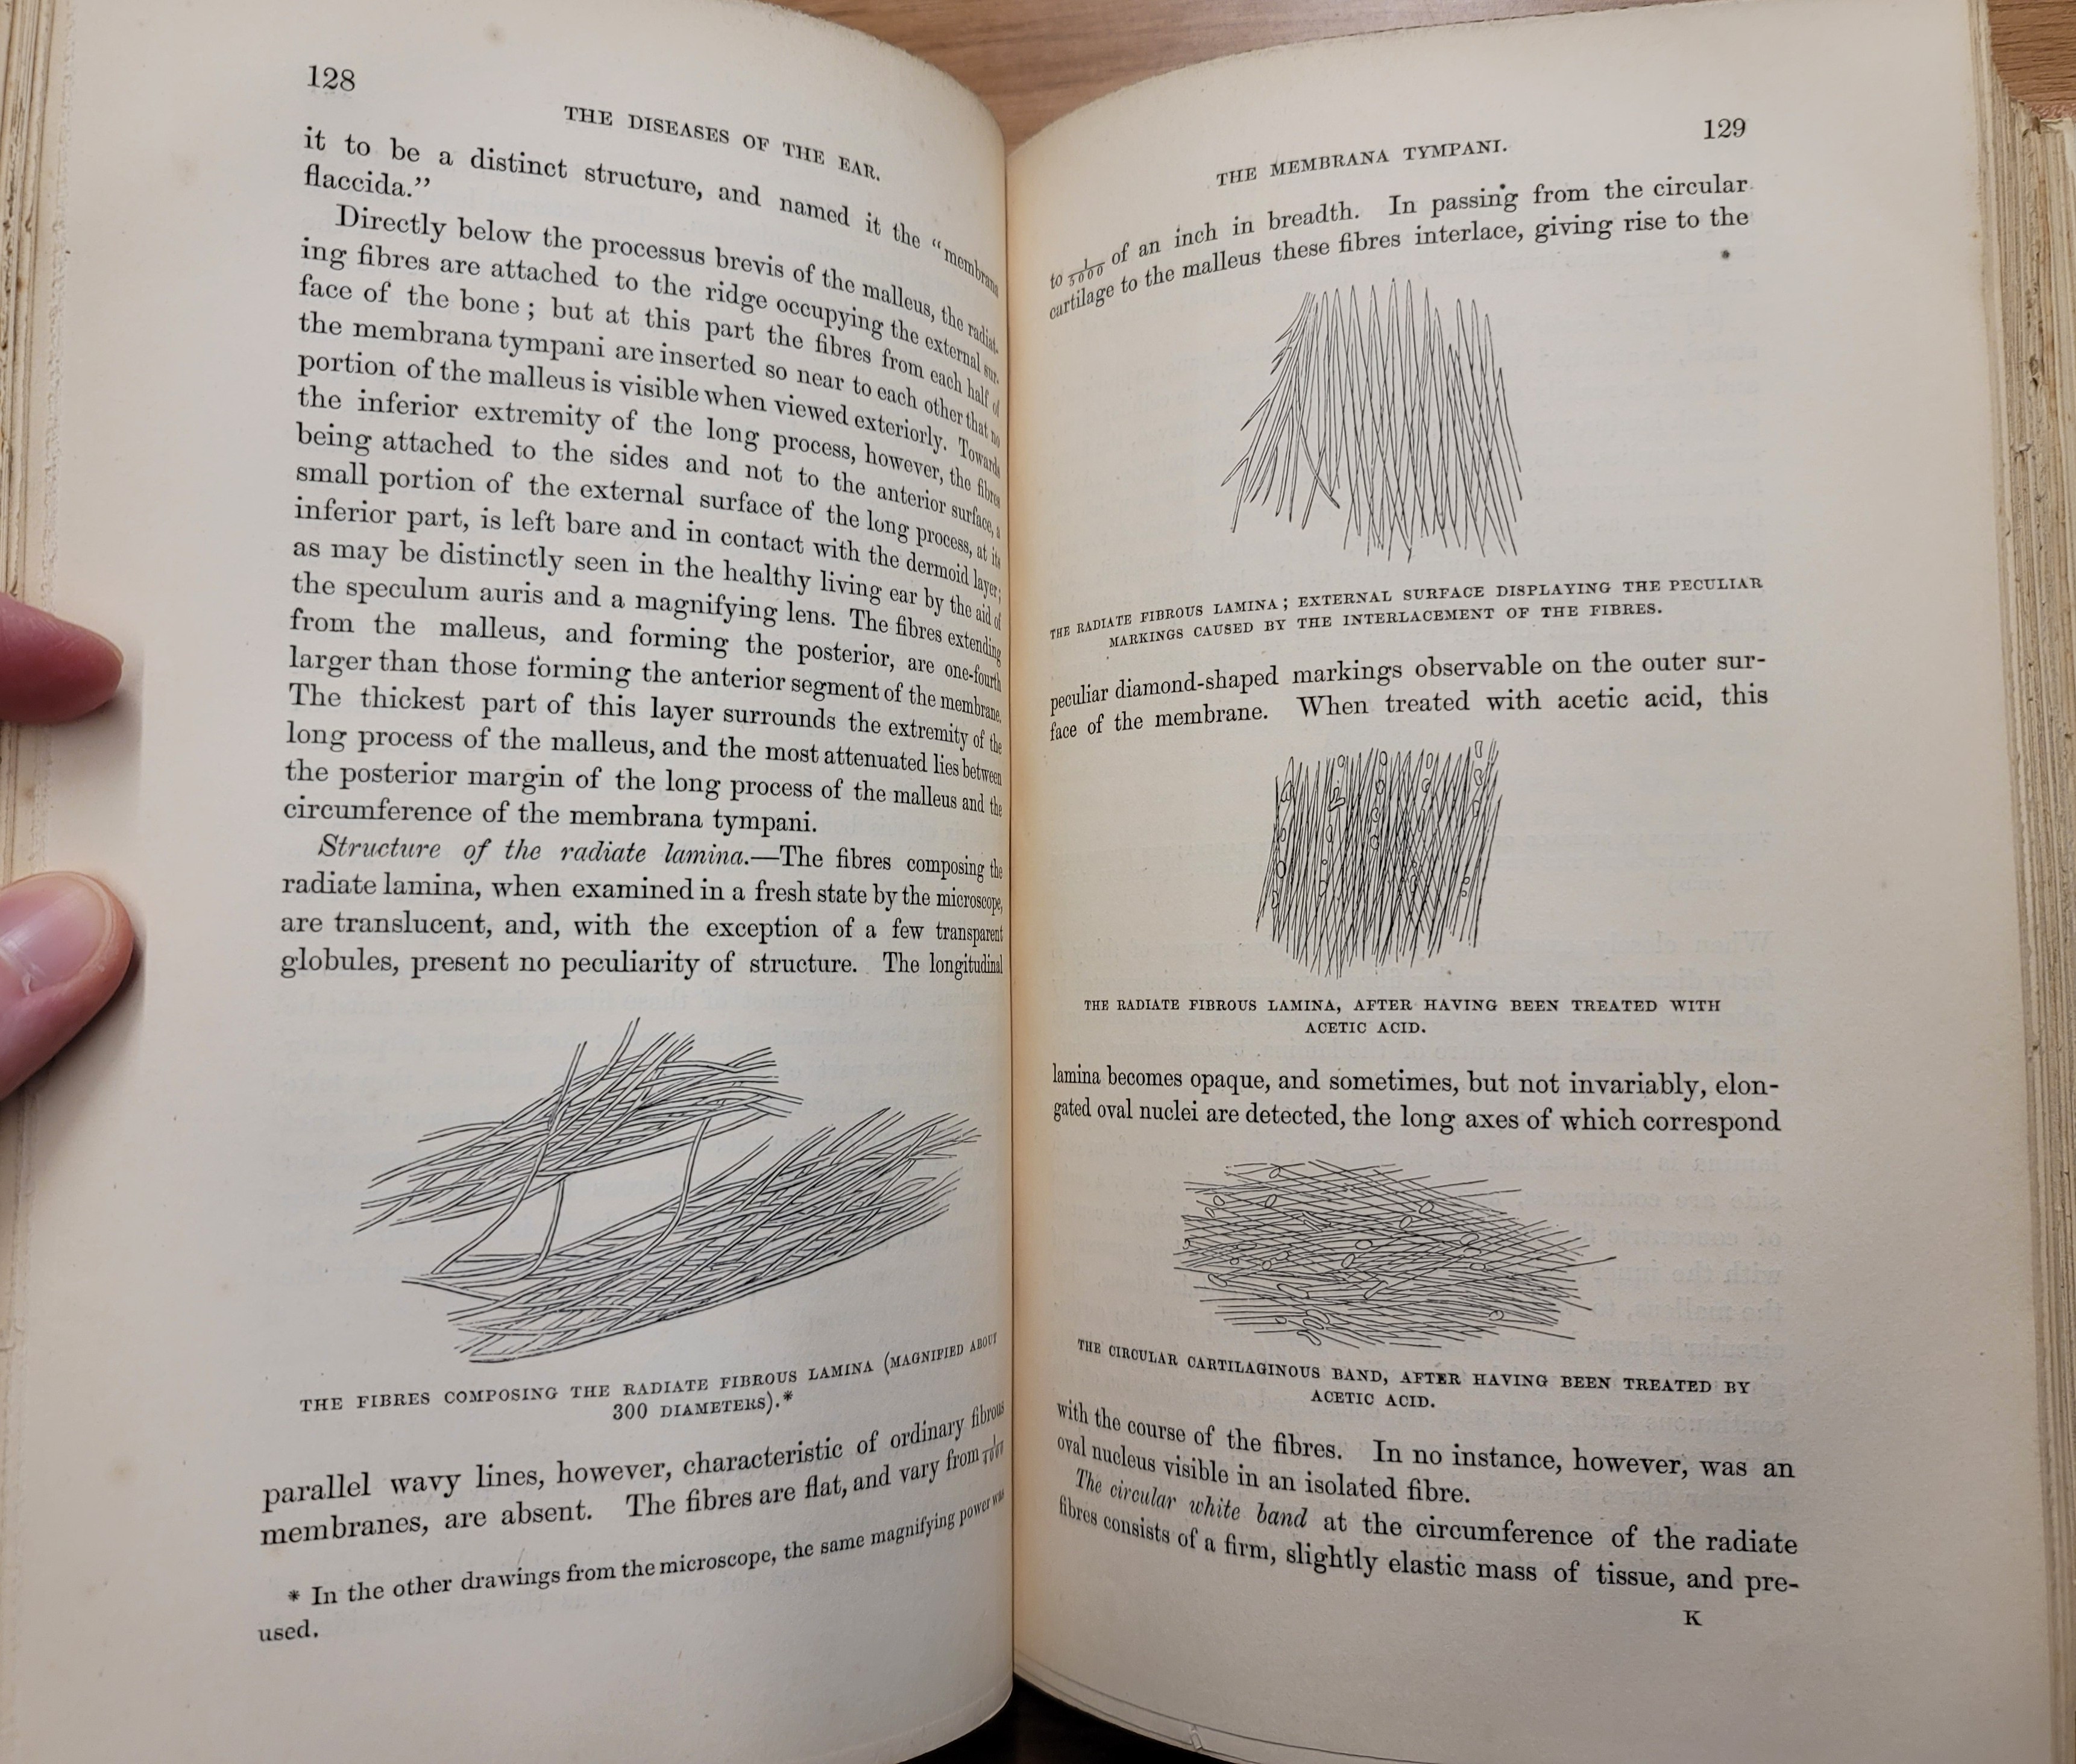 128
THE DISEASES OF THE EAR.
it to be a distinct structure, and named it the “membrana
flaccida.”
Directly below the processus brevis of the malleus, the radiat-
ing fibres are attached to the ridge occupying the external sur-
face of the bone; but at this part the fibres from each half of
the membrana tympani are inserted so near to each other that no
portion of the malleus is visible when viewed exteriorly. Towards
the inferior extremity of the long process, however, the fibres
being attached to the sides and not to the anterior surface, a
small portion of the external surface of the long process, at its
inferior part, is left bare and in contact with the dermoid layer;
as may be distinctly seen in the healthy living ear by the aid of
the speculum auris and a magnifying lens. The fibres extending
from the malleus, and forming the posterior, are one-fourth
larger than those forming the anterior segment of the membrane.
The thickest part of this layer surrounds the extremity of the
long process of the malleus, and the most attenuated lies between
the posterior margin of the long process of the malleus and the
circumference of the membrana tympani.
Structure of the radiate lamina.—The fibres composing the
radiate lamina, when examined in a fresh state by the microscope,
are translucent, and, with the exception of a few transparent
globules, present no peculiarity of structure. The longitudinal
THE FIBRES COMPOSING THE RADIATE FIBROUS LAMINA (MAGNIFIED ABOUT
300 DIAMETERS).*
parallel wavy lines, however, characteristic of ordinary fibrous
membranes, are absent. The fibres are flat, and vary from
* In the other drawings from the microscope, the same magnifying power was
used.
129
THE MEMBRANA TYMPANI.
to 1/5000 of an inch in breadth. In passing from the circular
cartilage to the malleus these fibres interlace, giving rise to the
THE RADIATE FIBROUS LAMINA; EXTERNAL SURFACE DISPLAYING THE PECULIAR
MARKINGS CAUSED BY THE INTERLACEMENT OF THE FIBRES.
peculiar diamond-shaped markings observable on the outer sur-
face of the membrane. When treated with acetic acid, this
THE RADIATE FIBROUS LAMINA, AFTER HAVING BEEN TREATED WITH
ACETIC ACID.
lamina becomes opaque, and sometimes, but not invariably, elon-
gated oval nuclei are detected, the long axes of which correspond
THE CIRCULAR CARTILAGINOUS BAND, AFTER HAVING BEEN TREATED BY
ACETIC ACID.
with the course of the fibres. In no instance, however, was an
oval nucleus visible in an isolated fibre.
The circular white band at the circumference of the radiate
fibres consists of a firm, slightly elastic mass of tissue, and pre-
K